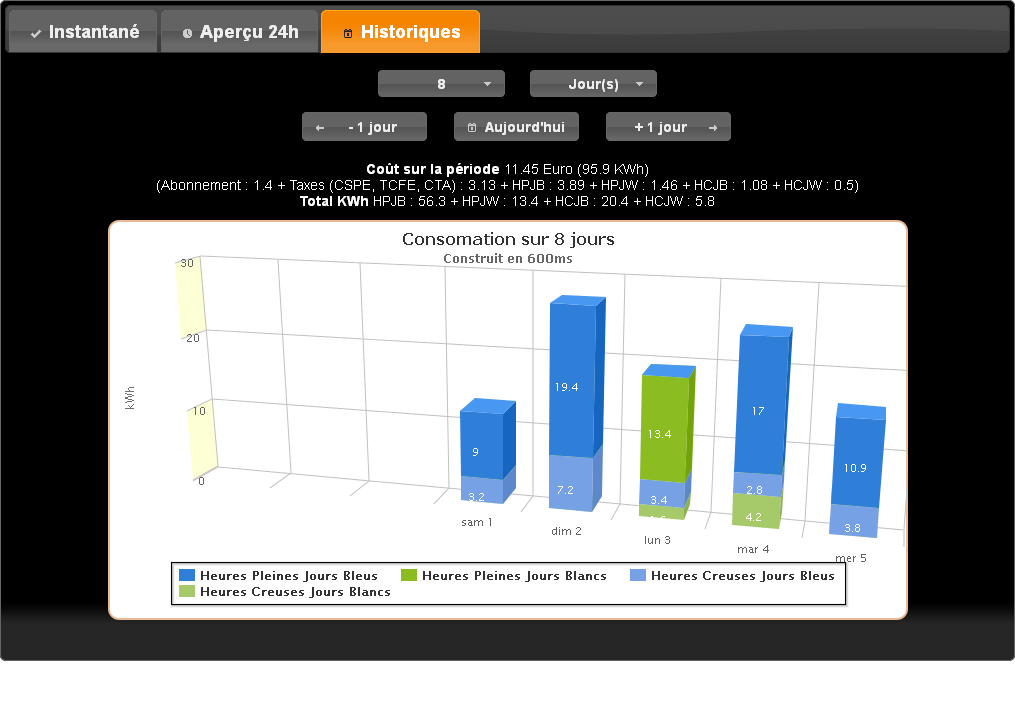 Instantané
Aperçu 24h
Historiques
8
Jour(s)
- 1 jour
Aujourd'hui
+ 1 jour
Coût sur la période 11.45 Euro (95.9 KWh)
(Abonnement : 1.4 + Taxes (CSPE, TCFE, CTA) : 3.13 + HPJB : 3.89 + HPJW : 1.46 + HCJB : 1.08 + HCJW : 0.5)
Total KWh HPJB : 56.3 + HPJW : 13.4 + HCJB : 20.4 + HCJW : 5.8
Consomation sur 8 jours
Construit en 600ms
30
20
10
0
kWh
9
3.2
19.4
7.2
13.4
3.4
17
2.8
4.2
10.9
3.8
sam 1
dim 2
lun 3
mar 4
mer 5
Heures Pleines Jours Bleus
Heures Pleines Jours Blancs
Heures Creuses Jours Bleus
Heures Creuses Jours Blancs